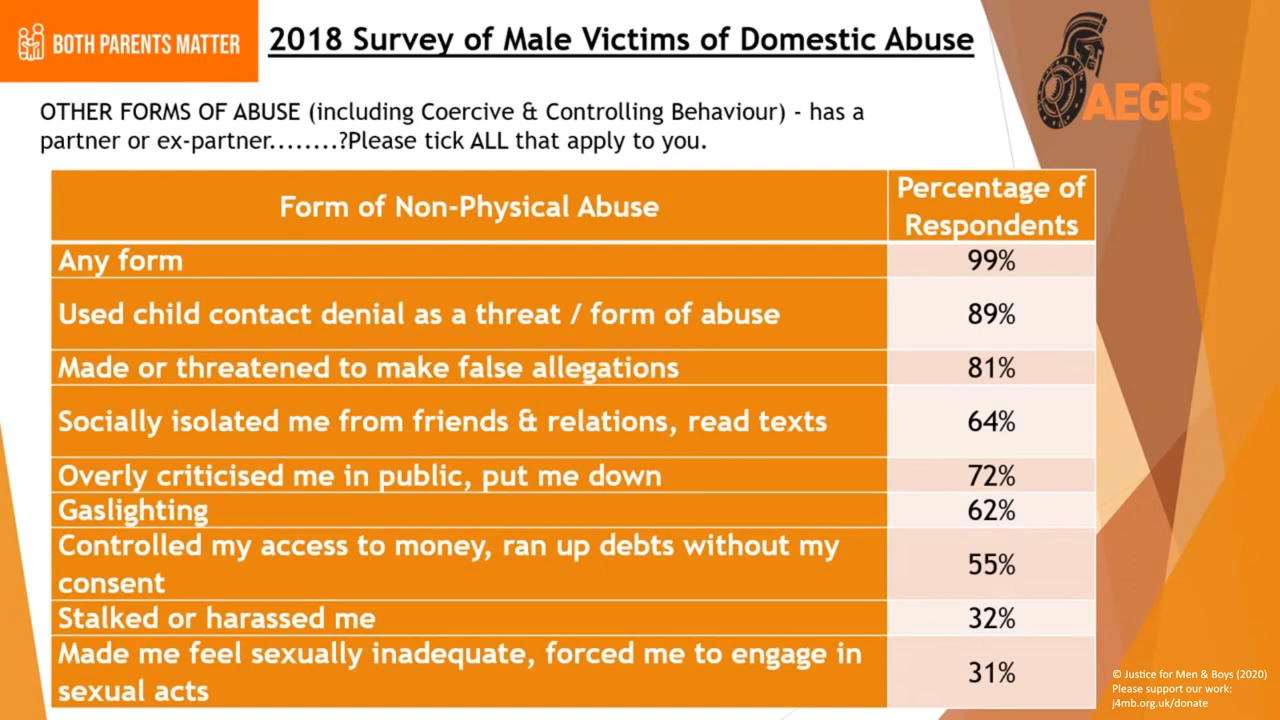 BOTH PARENTS MATTER
2018 Survey of Male Victims of Domestic Abuse
AEGIS
OTHER FORMS OF ABUSE (including Coercive & Controlling Behaviour) - has a
partner or ex-partner........?Please tick ALL that apply to you.
Form of Non-Physical Abuse
Percentage of
Respondents
Any form
99%
Used child contact denial as a threat / form of abuse
89%
Made or threatened to make false allegations
81%
Socially isolated me from friends & relations, read texts
64%
Overly criticised me in public, put me down
72%
Gaslighting
62%
Controlled my access to money, ran up debts without my
consent
55%
Stalked or harassed me
32%
Made me feel sexually inadequate, forced me to engage in
sexual acts
31%
© Justice for Men & Boys (2020)
Please support our work:
j4mb.org.uk/donate